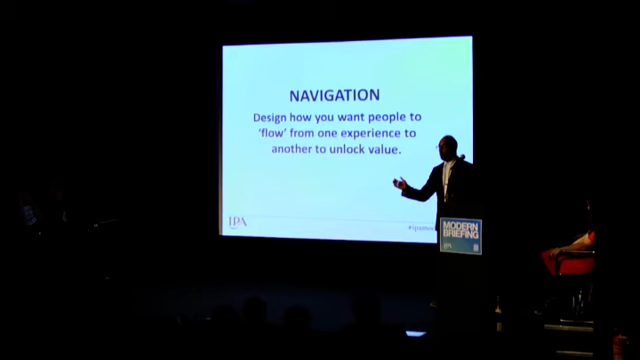 NAVIGATION
Design how you want people to
‘flow’ from one experience to
another to unlock value.
IPA
MODERN
BRIEFING